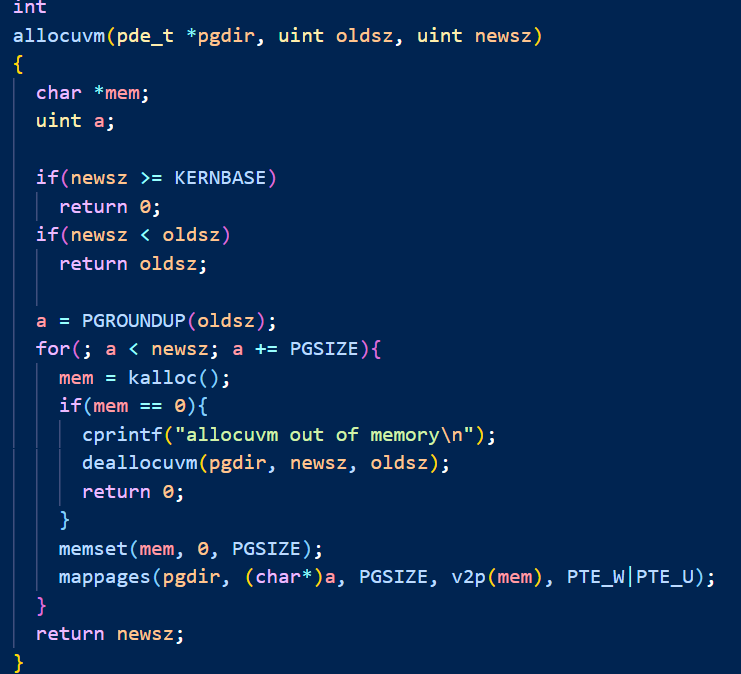 int
allocuvm(pde_t *pgdir, uint oldsz, uint newsz)
{
  char *mem;
  uint a;

  if(newsz >= KERNBASE)
    return 0;
  if(newsz < oldsz)
    return oldsz;

  a = PGROUNDUP(oldsz);
  for(; a < newsz; a += PGSIZE){
    mem = kalloc();
    if(mem == 0){
      cprintf("allocuvm out of memory\n");
      deallocuvm(pgdir, newsz, oldsz);
      return 0;
    }
    memset(mem, 0, PGSIZE);
    mappages(pgdir, (char*)a, PGSIZE, v2p(mem), PTE_W|PTE_U);
  }
  return newsz;
}